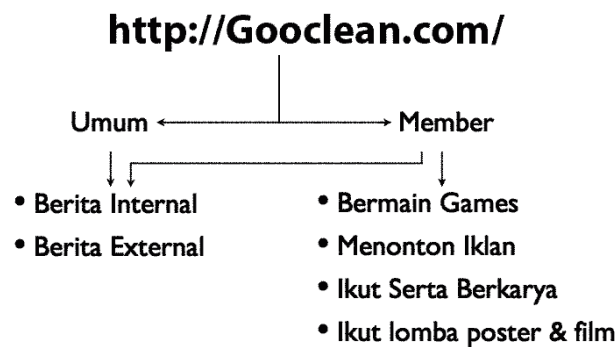 http://Gooclean.com/
Umum Member
• Berita Internal
• Berita External
• Bermain Games
• Menonton Iklan
• Ikut Serta Berkarya
• Ikut lomba poster & film